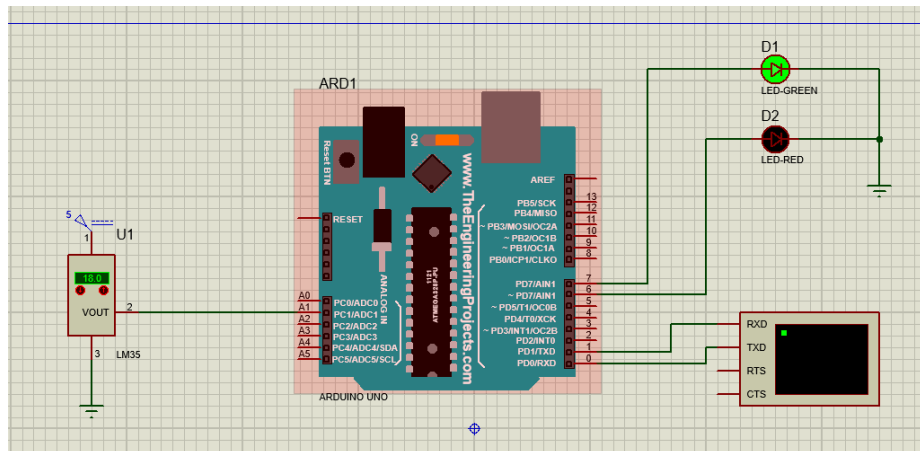 ARD1
D1
LED-GREEN
D2
LED-RED
5
1
U1
18.0
VOUT
2
3
LM35
Reset BTN
ON
www.TheEngineeringProjects.com
RESET
ANALOG IN
ATMEGA328P-PU
1121
A0
A1
A2
A3
A4
A5
PC0/ADC0
PC1/ADC1
PC2/ADC2
PC3/ADC3
PC4/ADC4/SDA
PC5/ADC5/SCL
AREF
PB5/SCK 13
PB4/MISO 12
~ PB3/MOSI/OC2A 11
~ PB2/OC1B 10
~ PB1/OC1A 9
PB0/ICP1/CLKO 8
PD7/AIN1 7
~ PD7/AIN1 6
~ PD5/T1/OC0B 5
PD4/T0/XCK 4
~ PD3/INT1/OC2B 3
PD2/INT0 2
PD1/TXD 1
PD0/RXD 0
ARDUINO UNO
RXD
TXD
RTS
CTS